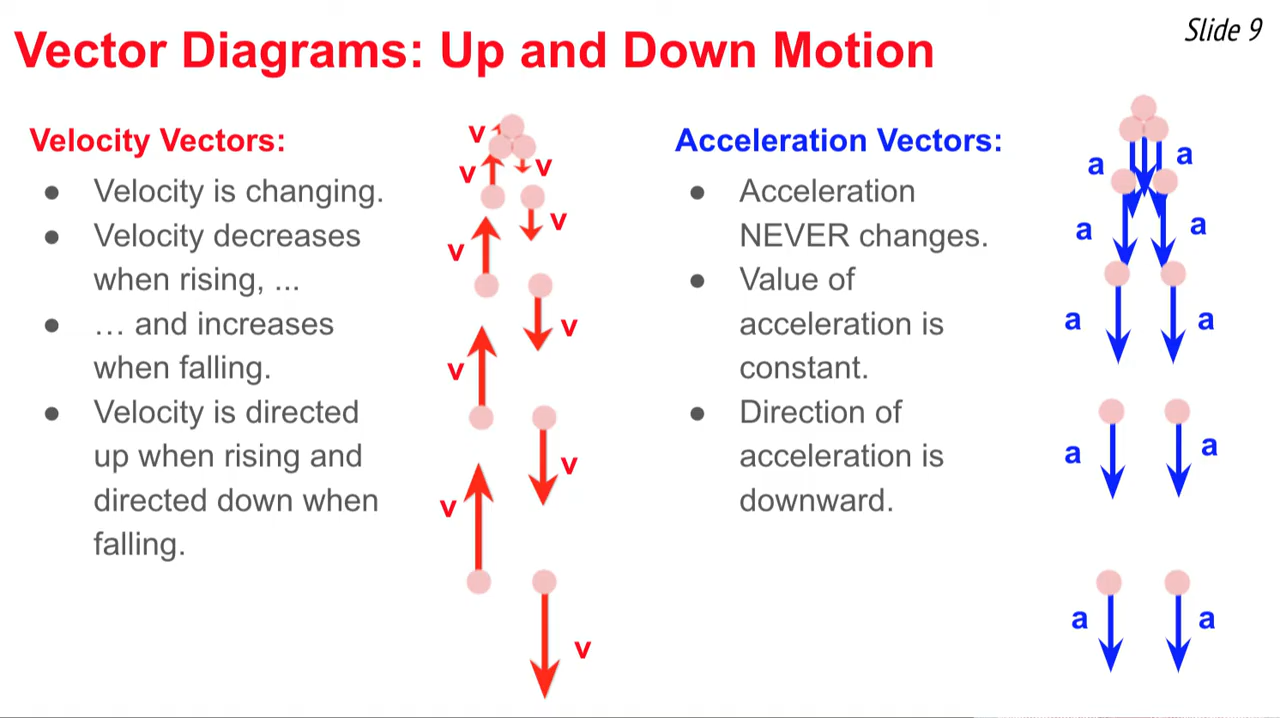 Slide 9
Vector Diagrams: Up and Down Motion
Velocity Vectors:
● Velocity is changing.
● Velocity decreases
when rising, ...
● … and increases
when falling.
● Velocity is directed
up when rising and
directed down when
falling.
v
v
v
v
v
v
v
v
v
v
Acceleration Vectors:
● Acceleration
NEVER changes.
● Value of
acceleration is
constant.
● Direction of
acceleration is
downward.
a
a
a
a
a
a
a
a
a
a